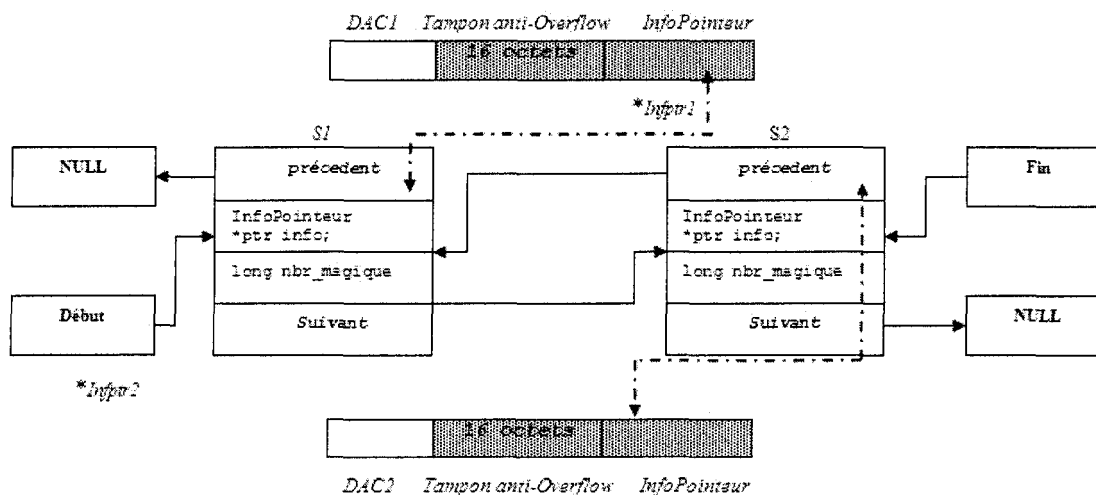 DAC1 Tampon anti-Overflow InfoPointeur
16 octets
*Infptr1
S1
S2
NULL
précedent
précedent
Fin
InfoPointeur
*ptr info;
InfoPointeur
*ptr info;
long nbr_magique
long nbr_magique
Début
Suivant
Suivant
NULL
*Infptr2
16 octets
DAC2 Tampon anti-Overflow InfoPointeur